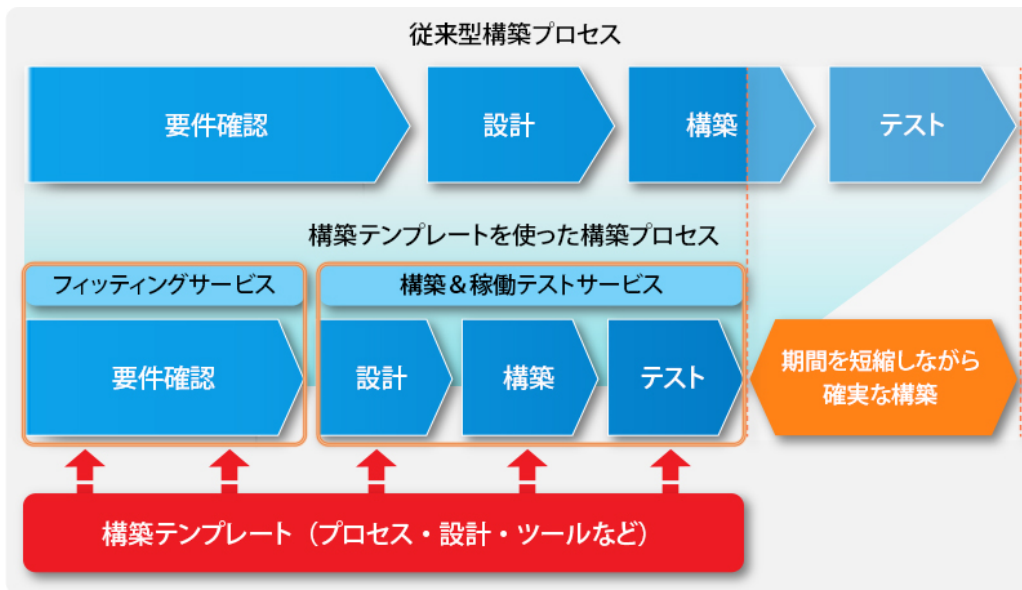 従来型構築プロセス
要件確認
設計
構築
テスト
構築テンプレートを使った構築プロセス
フィッティングサービス
構築&稼働テストサービス
要件確認
設計
構築
テスト
期間を短縮しながら
確実な構築
構築テンプレート（プロセス・設計・ツールなど）